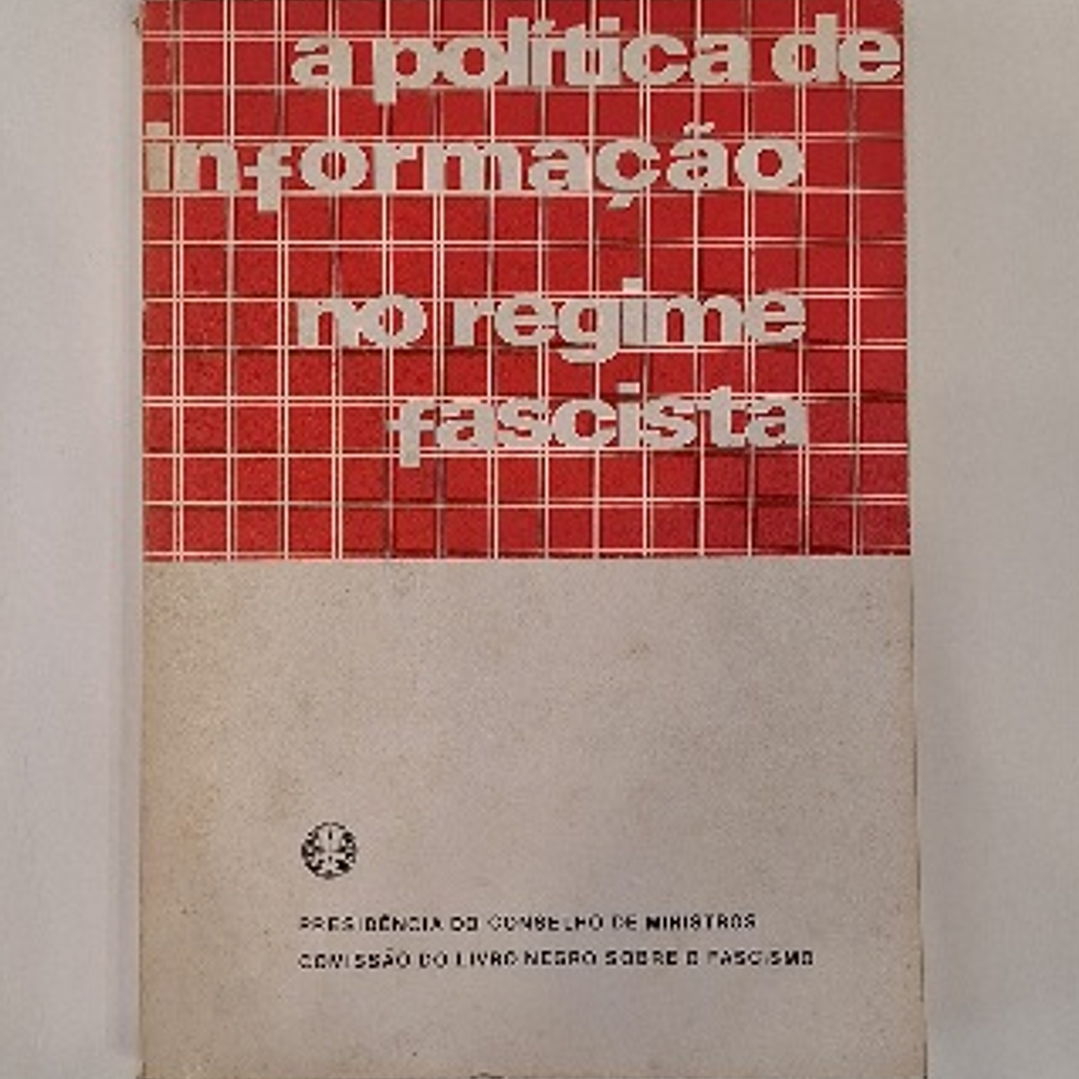 a política de
informação
no regime
fascista
PRESIDÊNCIA DO CONSELHO DE MINISTROS
COMISSÃO DO LIVRO NEGRO SOBRE O FASCISMO